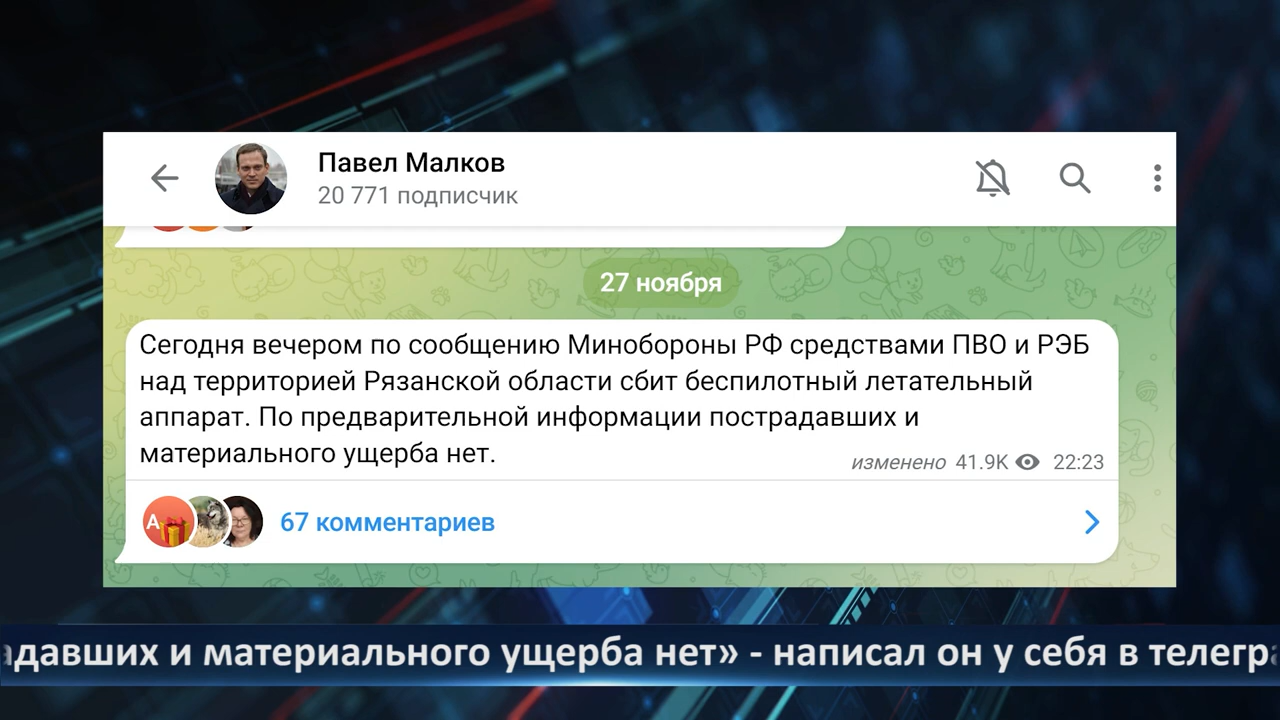 Павел Малков
20 771 подписчик
27 ноября
Сегодня вечером по сообщению Минобороны РФ средствами ПВО и РЭБ
над территорией Рязанской области сбит беспилотный летательный
аппарат. По предварительной информации пострадавших и
материального ущерба нет.
изменено 41.9K 22:23
А
67 комментариев
и материального ущерба нет» - написал он у себя в